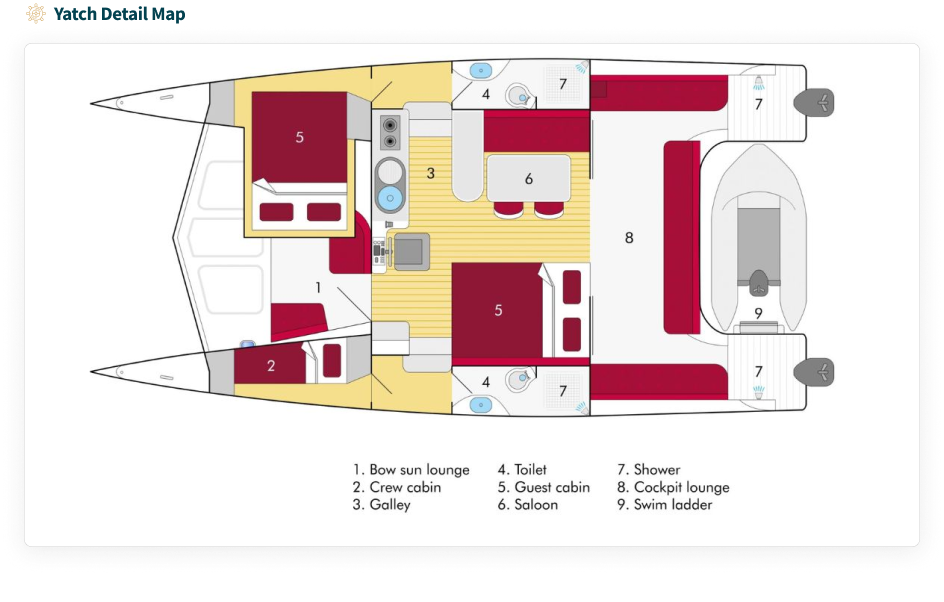 Yatch Detail Map
4
7
7
5
3
6
8
1
9
5
2
4
7
7
1. Bow sun lounge
2. Crew cabin
3. Galley
4. Toilet
5. Guest cabin
6. Saloon
7. Shower
8. Cockpit lounge
9. Swim ladder